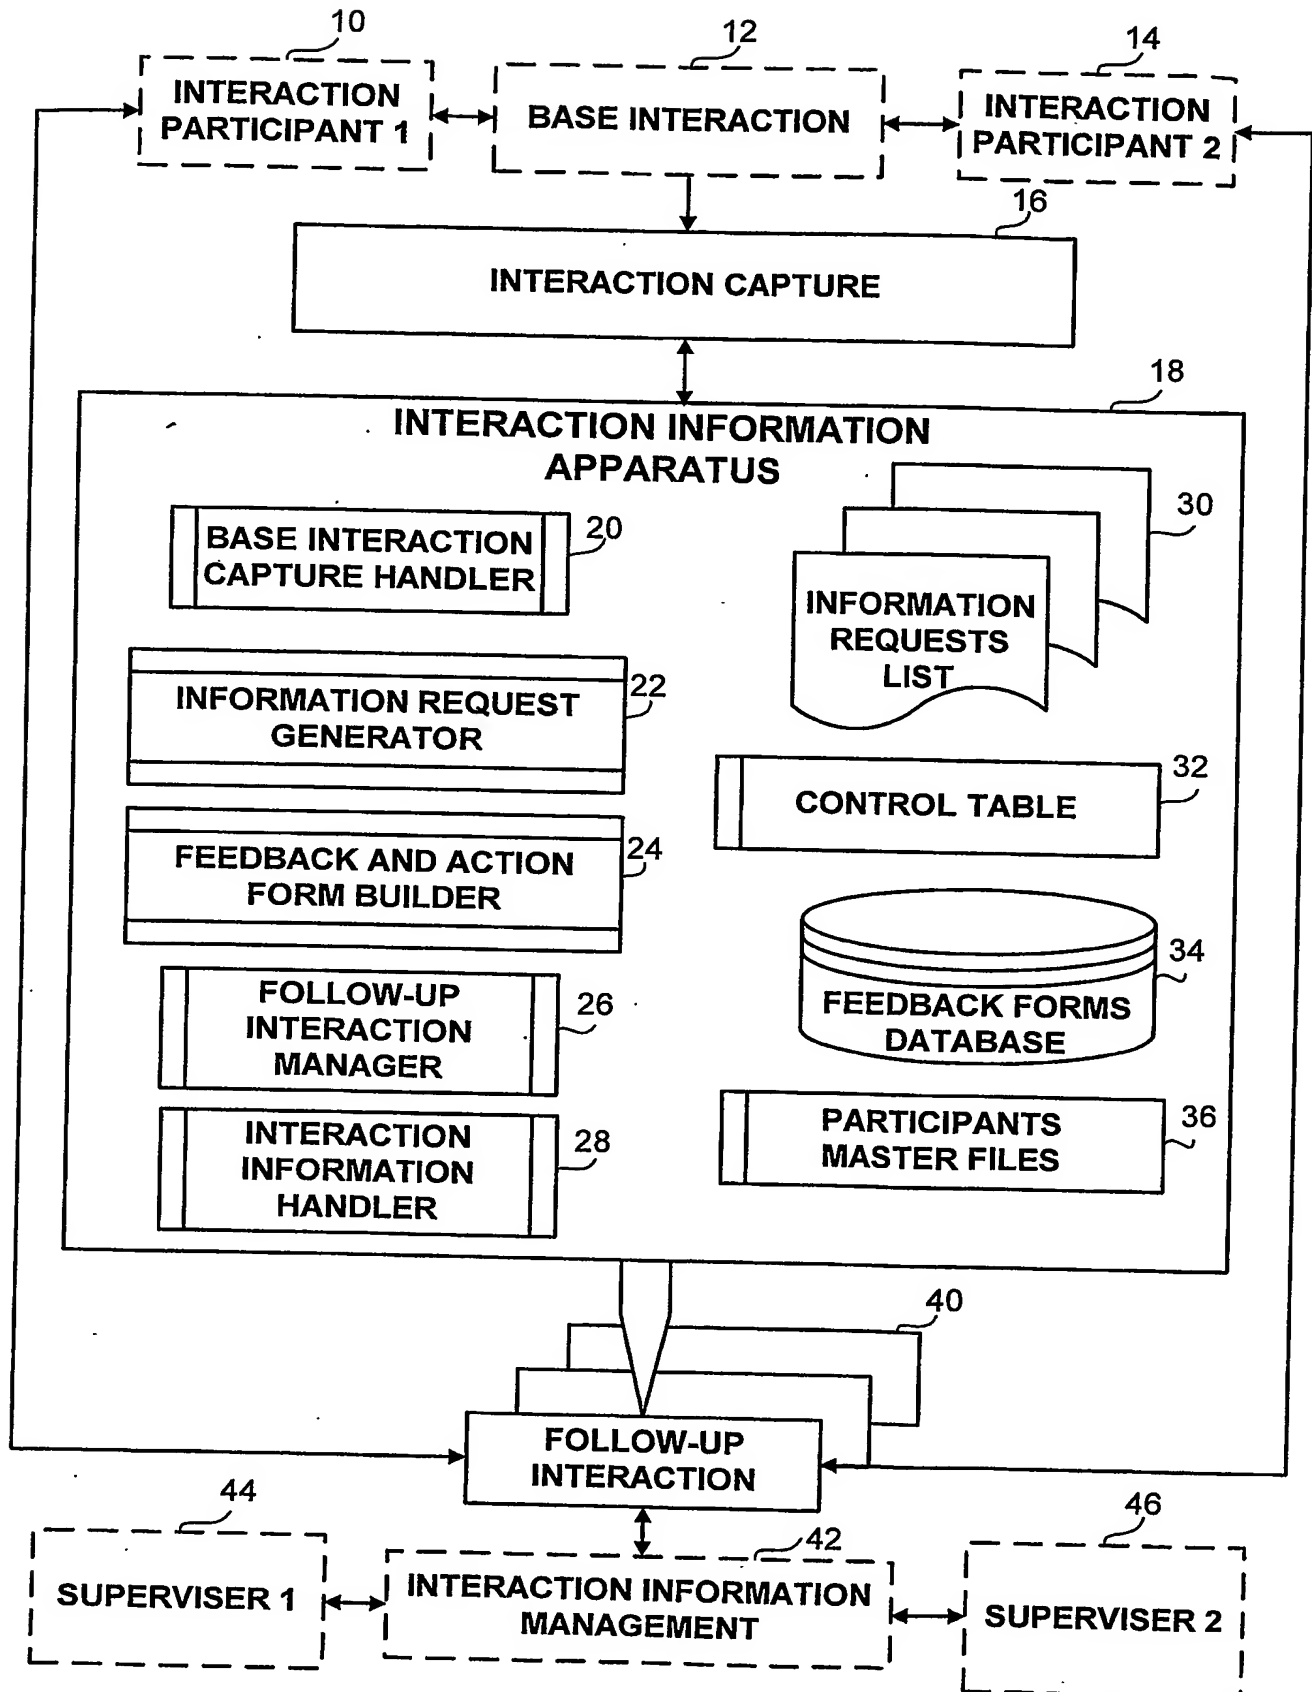 10
12
14
INTERACTION
PARTICIPANT 1
BASE INTERACTION
INTERACTION
PARTICIPANT 2
16
INTERACTION CAPTURE
18
INTERACTION INFORMATION
APPARATUS
BASE INTERACTION
CAPTURE HANDLER
20
30
INFORMATION
REQUESTS
LIST
INFORMATION REQUEST
GENERATOR
22
CONTROL TABLE
32
FEEDBACK AND ACTION
FORM BUILDER
24
FEEDBACK FORMS
DATABASE
34
FOLLOW-UP
INTERACTION
MANAGER
26
PARTICIPANTS
MASTER FILES
36
INTERACTION
INFORMATION
HANDLER
28
40
FOLLOW-UP
INTERACTION
44
42
46
SUPERVISER 1
INTERACTION INFORMATION
MANAGEMENT
SUPERVISER 2